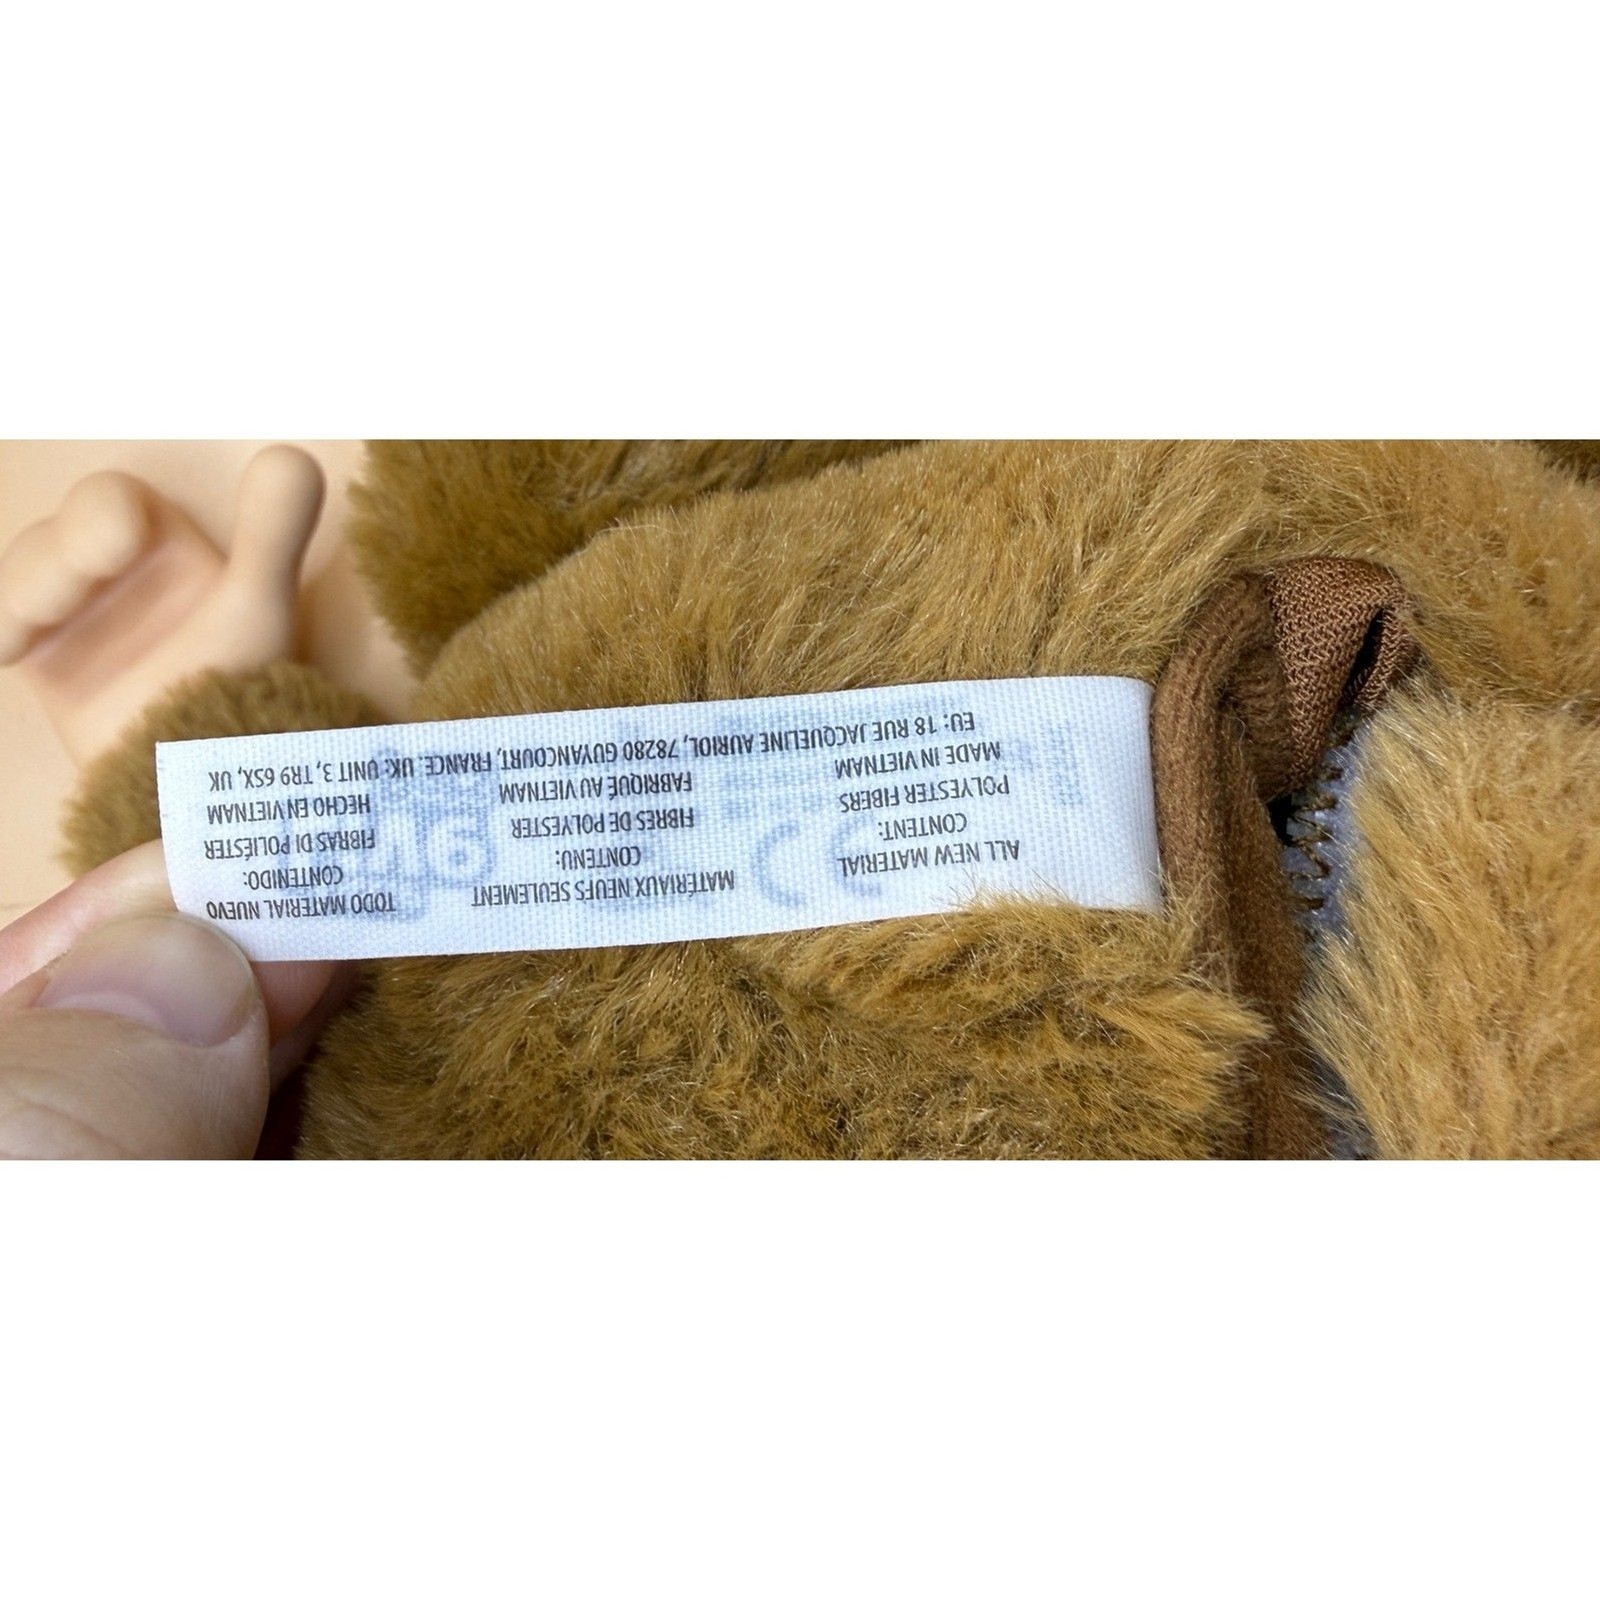 ALL NEW MATERIAL
CONTENT:
POLYESTER FIBERS
MADE IN VIETNAM
MATÉRIAUX NEUFS SEULEMENT
CONTENU:
FIBRES DE POLYESTER
FABRIQUÉ AU VIETNAM
TODO MATERIAL NUEVO
CONTENIDO:
FIBRAS DI POLIÉSTER
HECHO EN VIETNAM
EU: 18 RUE JACQUELINE AURIOL, 78280 GUYANCOURT, FRANCE. UK: UNIT 3, TR9 6SX, UK